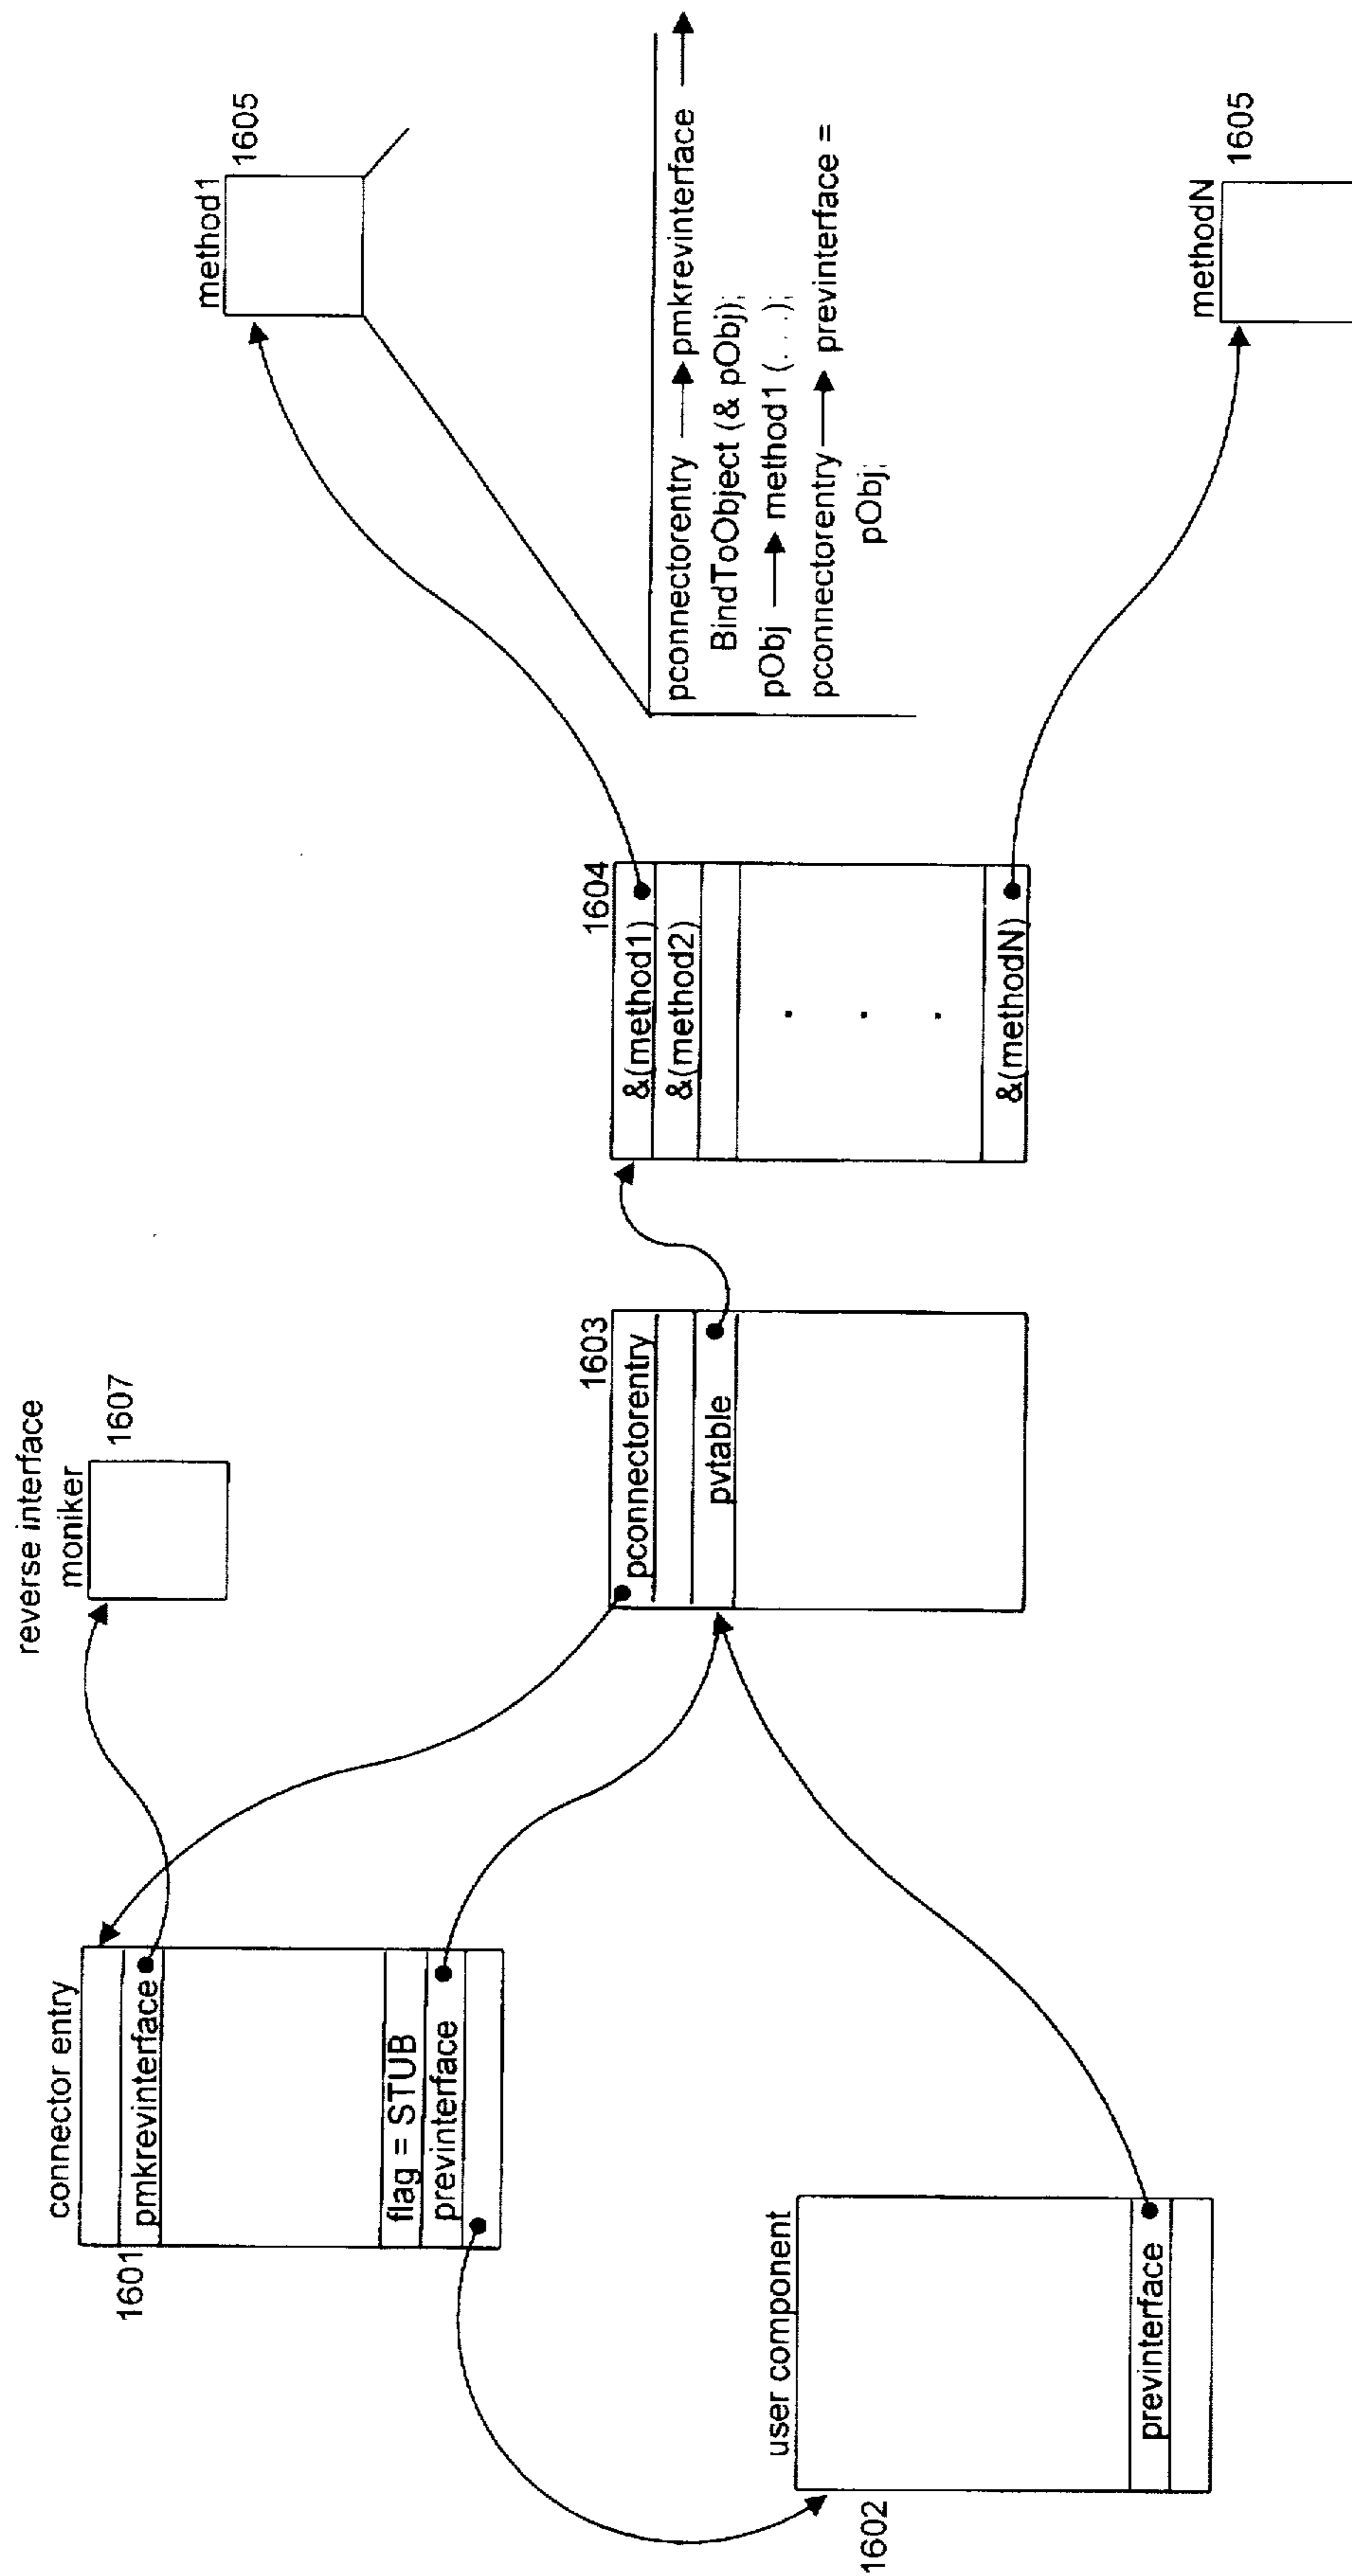 reverse interface
moniker
1607
connector entry
1601
pmkrevinterface
flag = STUB
previnterface
user component
1602
previnterface
1603
pconnectorentry
pvtable
1604
&(method1)
&(method2)
. . .
&(methodN)
method1
1605
pconnectorentry → pmkrevinterface →
BindToObject (& pObj);
pObj → method1 (. . .);
pconnectorentry → previnterface =
pObj;
methodN
1605